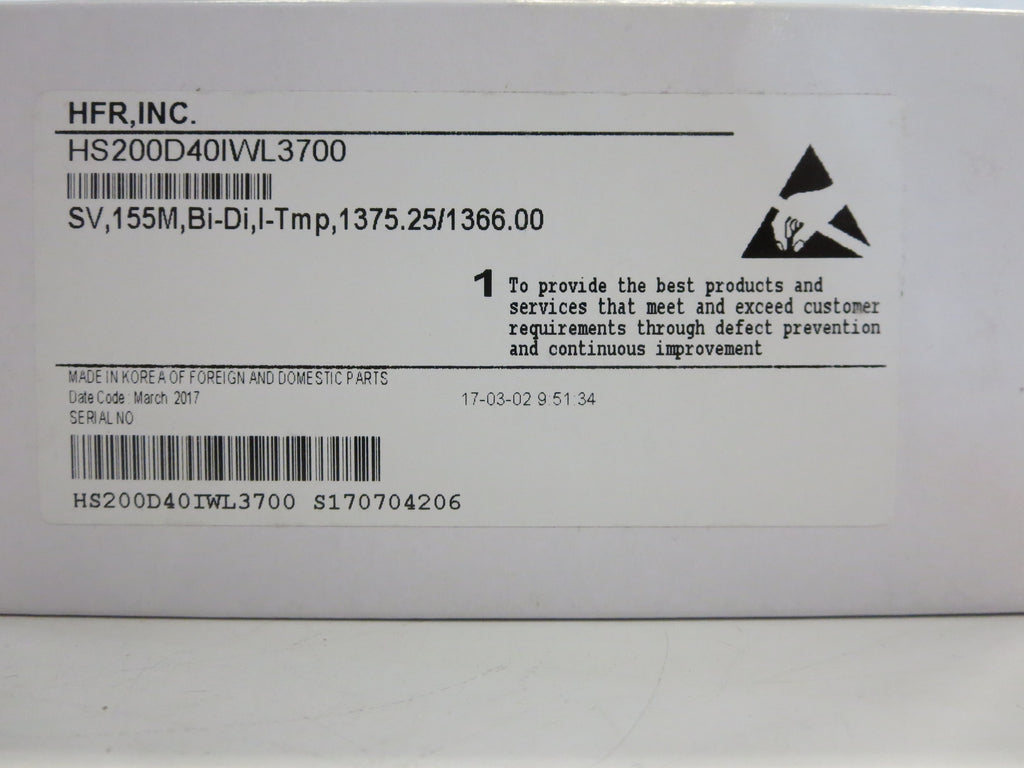 HFR,INC.
HS200D40IWL3700
SV,155M,Bi-Di,I-Tmp,1375.25/1366.00
1 To provide the best products and
services that meet and exceed customer
requirements through defect prevention
and continuous improvement
MADE IN KOREA OF FOREIGN AND DOMESTIC PARTS
Date Code : March 2017
17-03-02 9:51:34
SERIAL NO
HS200D40IWL3700 S170704206